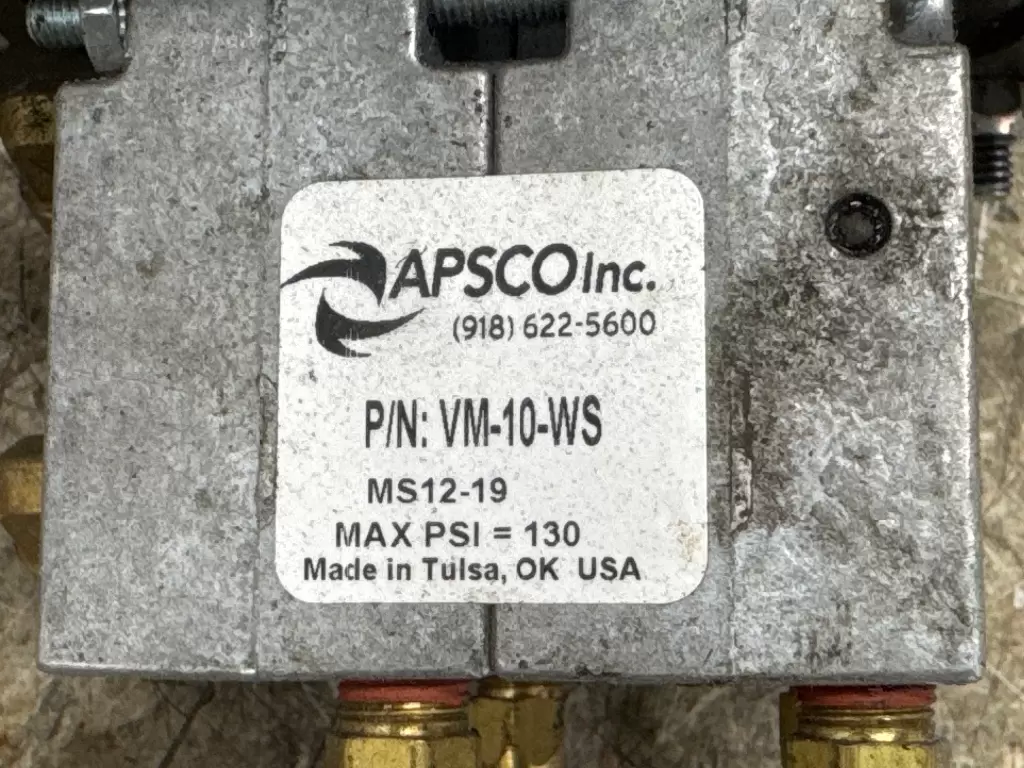 APSCO Inc.
(918) 622-5600
P/N: VM-10-WS
MS12-19
MAX PSI = 130
Made in Tulsa, OK USA